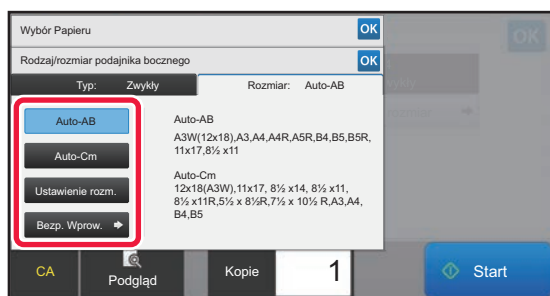 Wybór Papieru
OK
Rodzaj/rozmiar podajnika bocznego
OK
Typ: Zwykły
Rozmiar: Auto-AB
Auto-AB
Auto-Cm
Ustawienie rozm.
Bezp. Wprow.
Auto-AB
A3W(12x18),A3,A4,A4R,A5R,B4,B5,B5R,
11x17,8½ x11
Auto-Cm
12x18(A3W),11x17, 8½ x14, 8½ x11,
8½ x11R,5½ x 8½R,7½ x 10½ R,A3,A4,
B4,B5
OK
CA
Podgląd
Kopie
1
Start